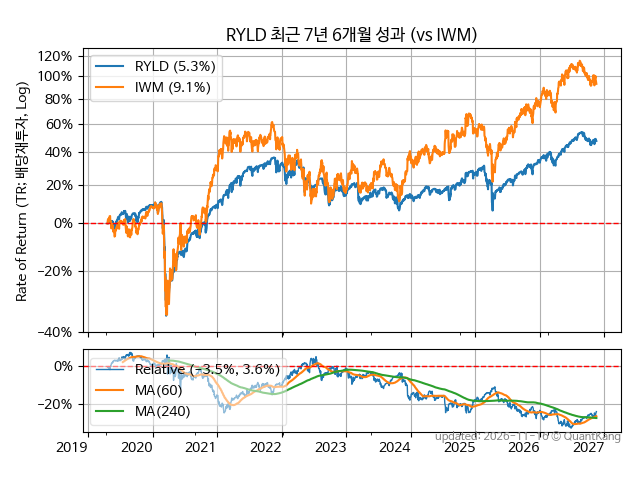 RYLD 최근 7년 6개월 성과 (vs IWM)
Rate of Return (TR: 배당재투자, Log)
120%
100%
80%
60%
40%
20%
0%
−20%
−40%
RYLD (5.3%)
IWM (9.1%)
0%
−20%
Relative (−3.5%, 3.6%)
MA(60)
MA(240)
updated: 2026-11-16 © QuantKang
2019 2020 2021 2022 2023 2024 2025 2026 2027